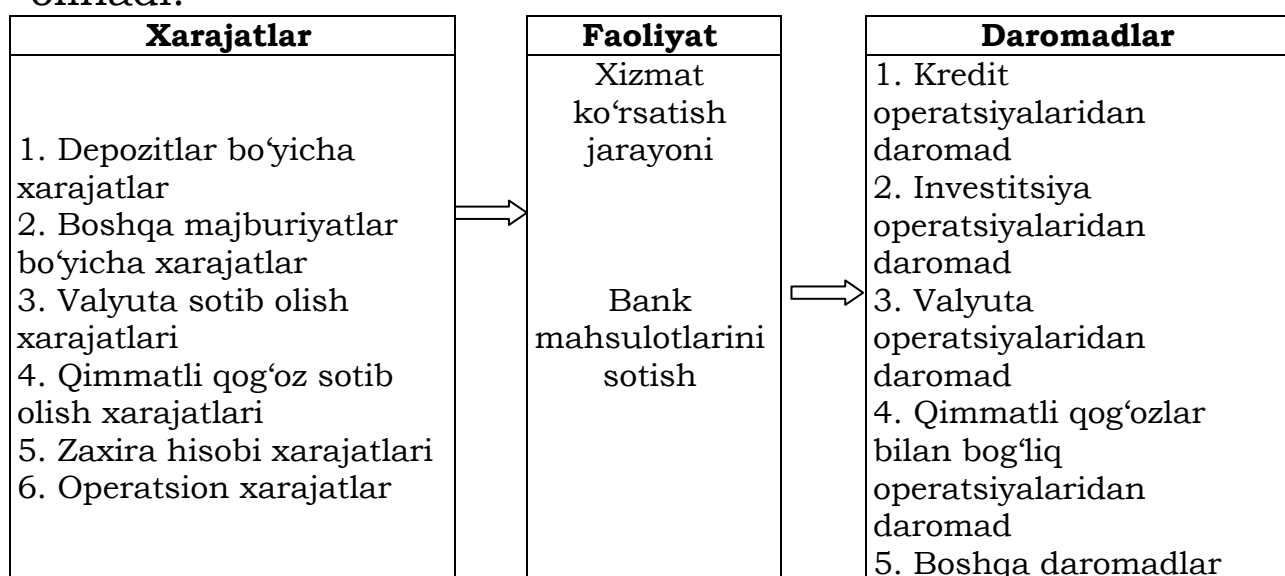 olinadi.
Xarajatlar
1. Depozitlar bo‘yicha
xarajatlar
2. Boshqa majburiyatlar
bo‘yicha xarajatlar
3. Valyuta sotib olish
xarajatlari
4. Qimmatli qog‘oz sotib
olish xarajatlari
5. Zaxira hisobi xarajatlari
6. Operatsion xarajatlar
Faoliyat
Xizmat
ko‘rsatish
jarayoni
Bank
mahsulotlarini
sotish
Daromadlar
1. Kredit
operatsiyalaridan
daromad
2. Investitsiya
operatsiyalaridan
daromad
3. Valyuta
operatsiyalaridan
daromad
4. Qimmatli qog‘ozlar
bilan bog‘liq
operatsiyalaridan
daromad
5. Boshqa daromadlar